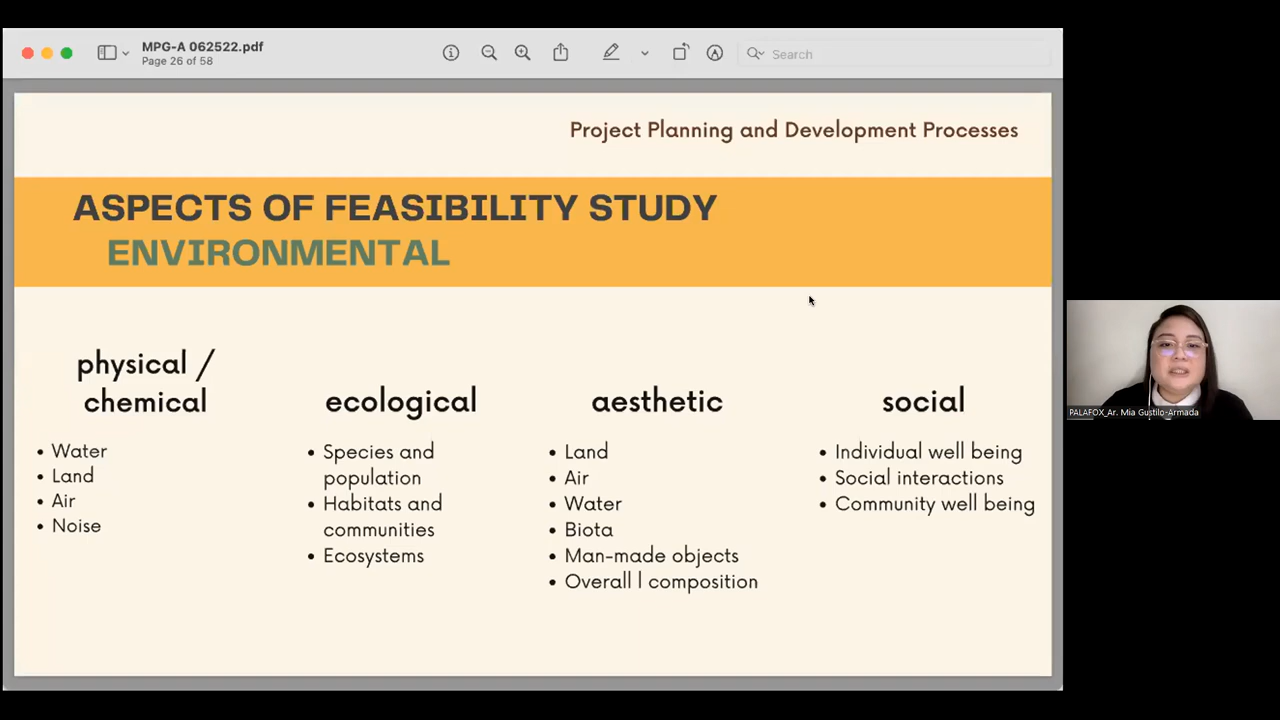 MPG-A 062522.pdf
Page 26 of 58
Search
Project Planning and Development Processes
ASPECTS OF FEASIBILITY STUDY
ENVIRONMENTAL
physical /
chemical
• Water
• Land
• Air
• Noise
ecological
• Species and
population
• Habitats and
communities
• Ecosystems
aesthetic
• Land
• Air
• Water
• Biota
• Man-made objects
• Overall l composition
social
• Individual well being
• Social interactions
• Community well being
PALAFOX_Ar. Mia Gustilo-Armada